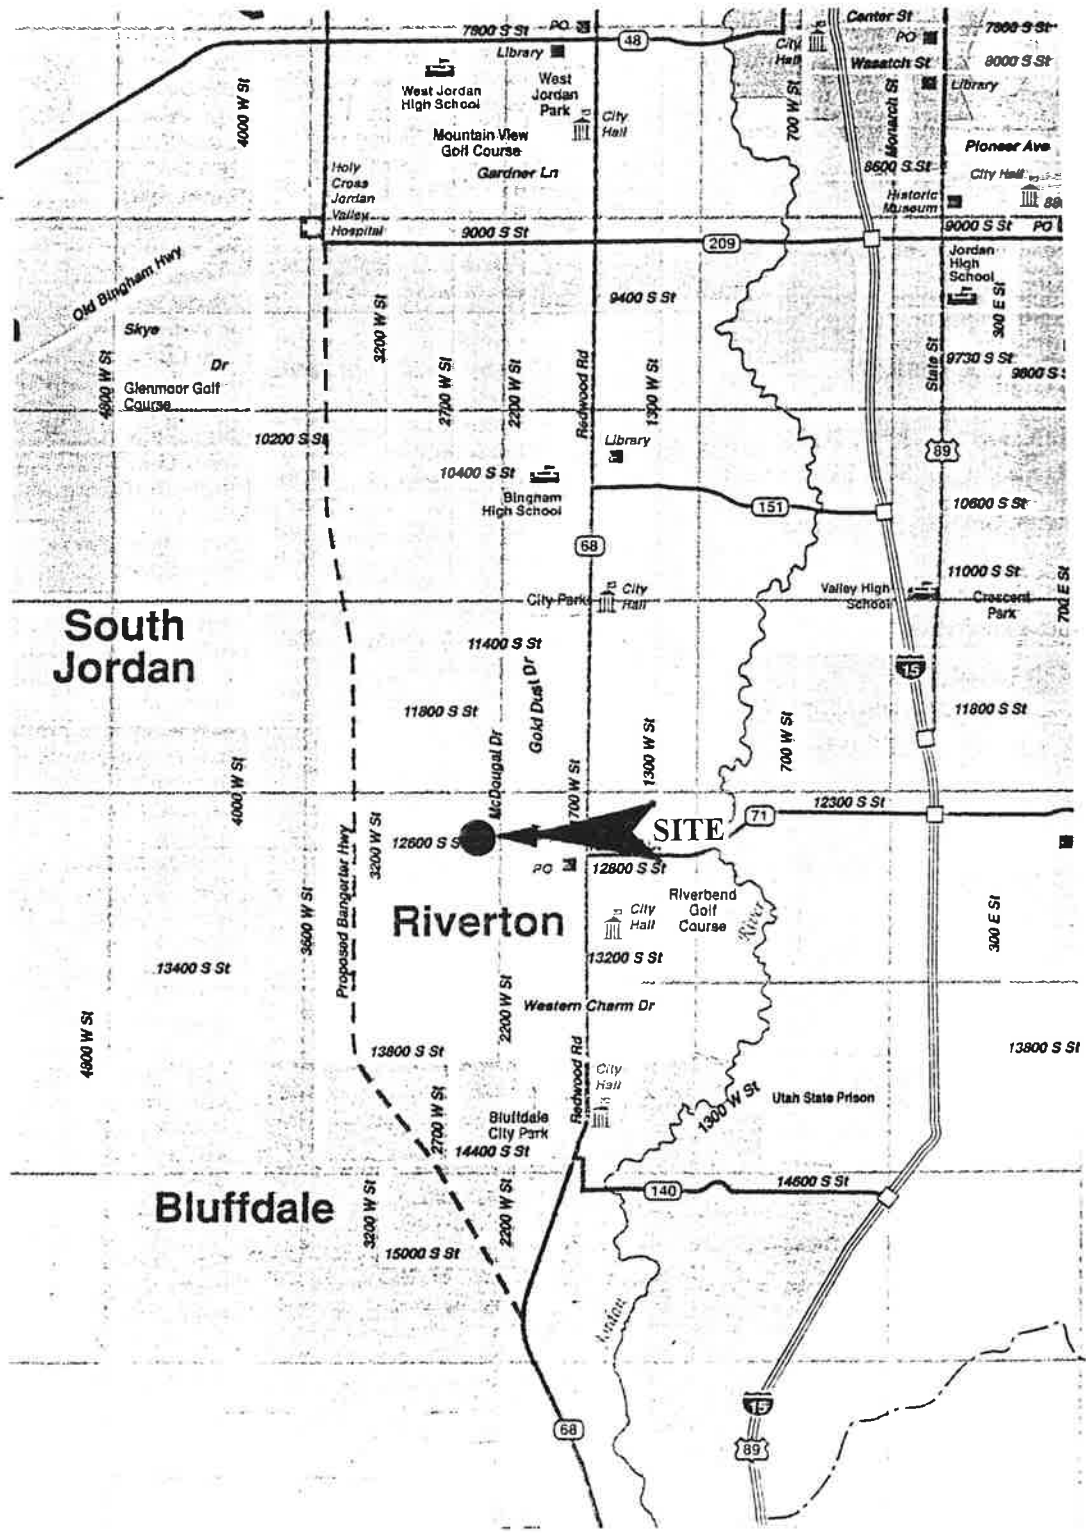 7800 S St
PO
48
Library
City
Hall
Center St
PO
7800 S St
8000 S St
Wasatch St
Library
West Jordan
High School
West
Jordan
Park
City
Hall
4000 W St
700 W St
Monarch St
Mountain View
Golf Course
Gardner Ln
Pioneer Ave
8600 S St
City Hall
Holy
Cross
Jordan
Valley
Hospital
Historic
Museum
9000 S St
209
9000 S St
PO
Jordan
High
School
Old Bingham Hwy
9400 S St
300 E St
Skye
Dr
3200 W St
State St
9730 S St
4800 W St
Glenmoor Golf
Course
2700 W St
2200 W St
Redwood Rd
1300 W St
10200 S St
Library
89
10400 S St
Bingham
High School
151
10600 S St
68
City Park
City
Hall
Valley High
School
11000 S St
Crescent
Park
700 E St
South
Jordan
11400 S St
15
11800 S St
Gold Dust Dr
11800 S St
McDougal Dr
1300 W St
700 W St
4000 W St
700 W St
12300 S St
71
SITE
Proposed Bangerter Hwy
3200 W St
12600 S S
PO
12800 S St
Riverton
City
Hall
Riverbend
Golf
Course
River
3600 W St
300 E St
13400 S St
13200 S St
Western Charm Dr
2200 W St
4800 W St
13800 S St
13800 S St
Redwood Rd
City
Hall
2700 W St
Bluffdale
City Park
1300 W St
Utah State Prison
14400 S St
140
14600 S St
Bluffdale
3200 W St
2200 W St
15000 S St
Jordan
15
68
89